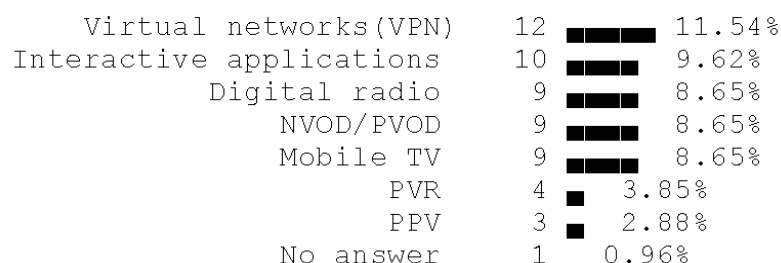 Virtual networks(VPN) 12 11.54%
Interactive applications 10 9.62%
Digital radio 9 8.65%
NVOD/PVOD 9 8.65%
Mobile TV 9 8.65%
PVR 4 3.85%
PPV 3 2.88%
No answer 1 0.96%